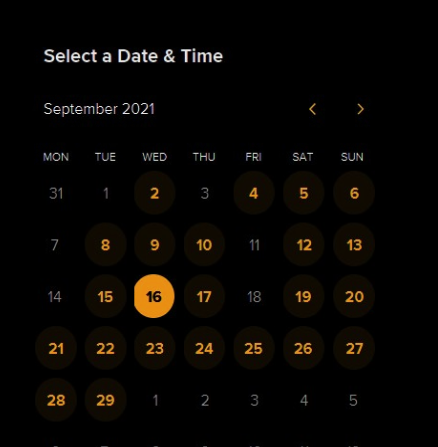 Select a Date & Time
September 2021
MON TUE WED THU FRI SAT SUN
31 1 2 3 4 5 6
7 8 9 10 11 12 13
14 15 16 17 18 19 20
21 22 23 24 25 26 27
28 29 1 2 3 4 5